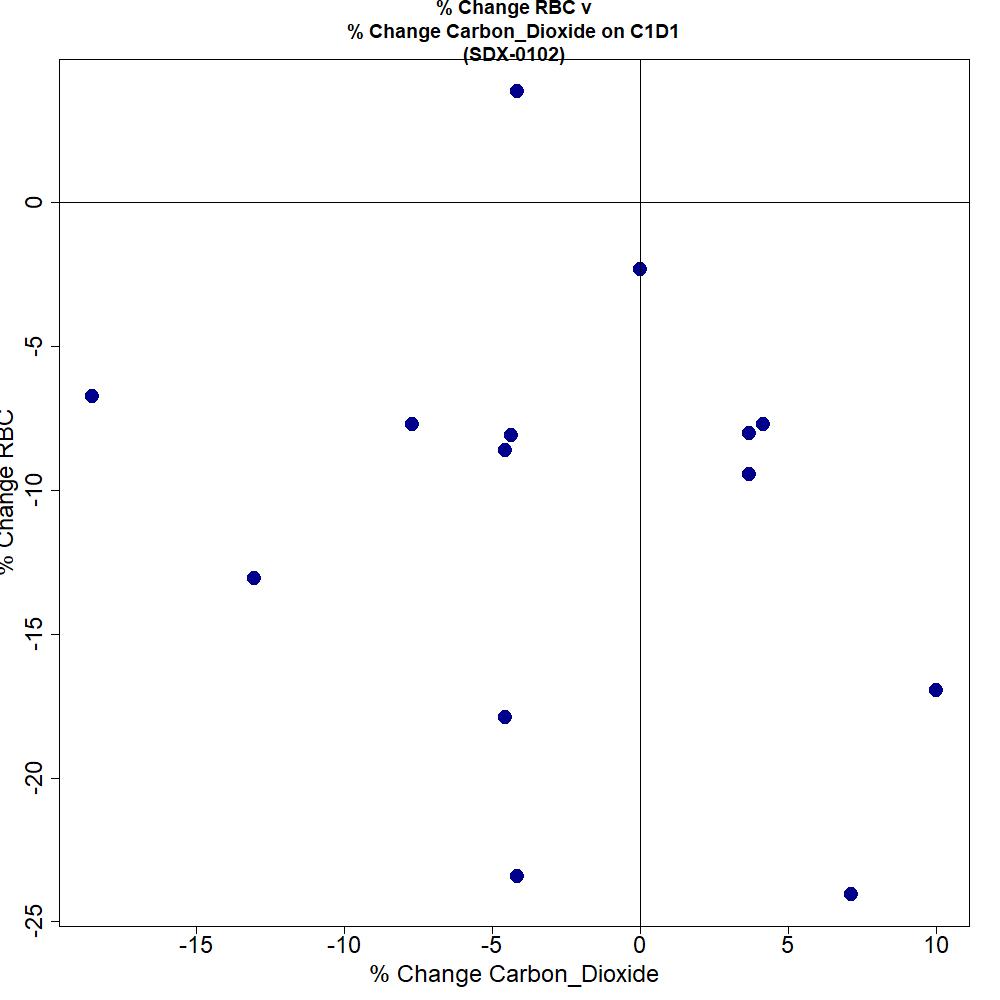 % Change RBC v
% Change Carbon_Dioxide on C1D1
(SDX-0102)
0
-5
-10
-15
-20
-25
% Change RBC
-15
-10
-5
0
5
10
% Change Carbon_Dioxide